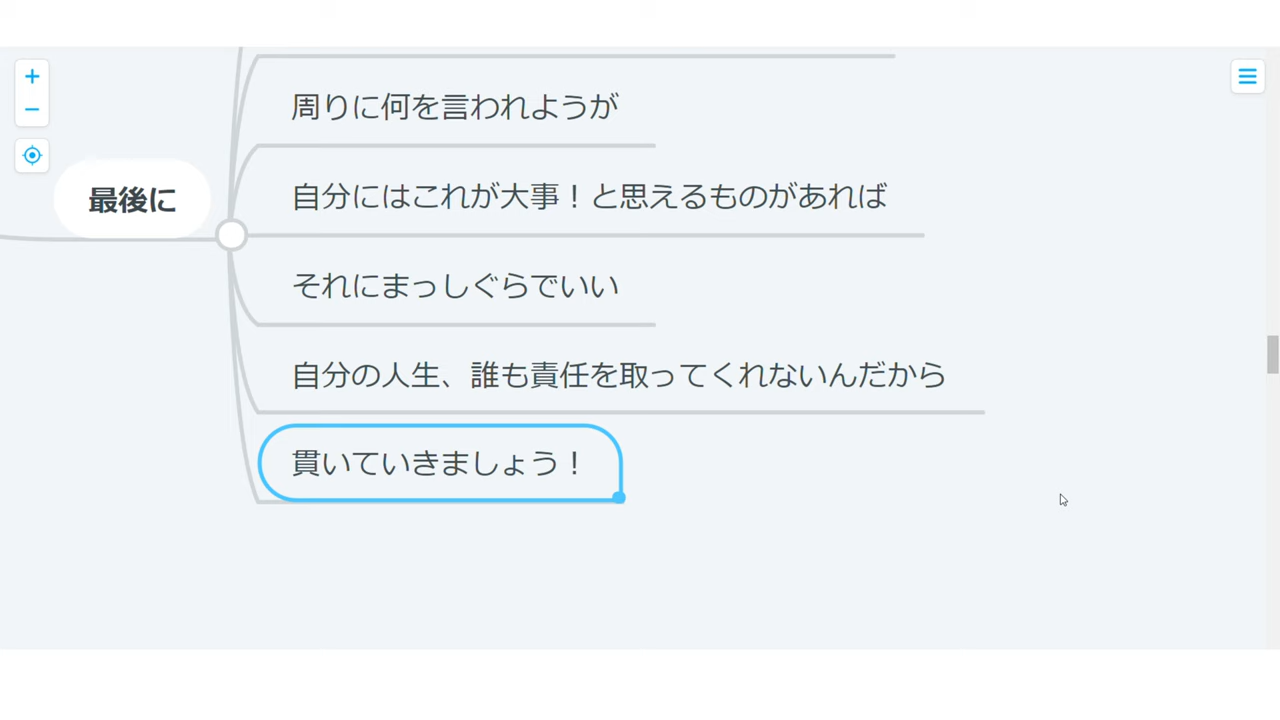 周りに何を言われようが
自分にはこれが大事！と思えるものがあれば
最後に
それにまっしぐらでいい
自分の人生、誰も責任を取ってくれないんだから
貫いていきましょう！